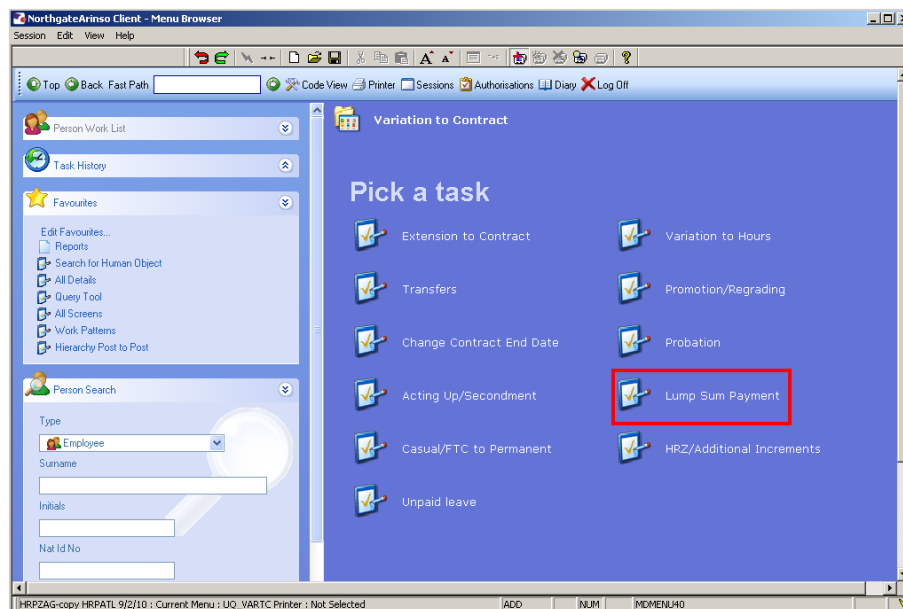 NorthgateArinso Client - Menu Browser
Session Edit View Help
Top Back Fast Path Code View Printer Sessions Authorisations Diary Log Off
Person Work List
Task History
Favourites
Edit Favourites...
Reports
Search for Human Object
All Details
Query Tool
All Screens
Work Patterns
Hierarchy Post to Post
Person Search
Type
Employee
Surname
Initials
Nat Id No
Variation to Contract
Pick a task
Extension to Contract
Variation to Hours
Transfers
Promotion/Regrading
Change Contract End Date
Probation
Acting Up/Secondment
Lump Sum Payment
Casual/FTC to Permanent
HRZ/Additional Increments
Unpaid leave
HRPZAG-copy HRPATL 9/2/10 : Current Menu : UQ_VARTC Printer : Not Selected ADD NUM MDMENU40